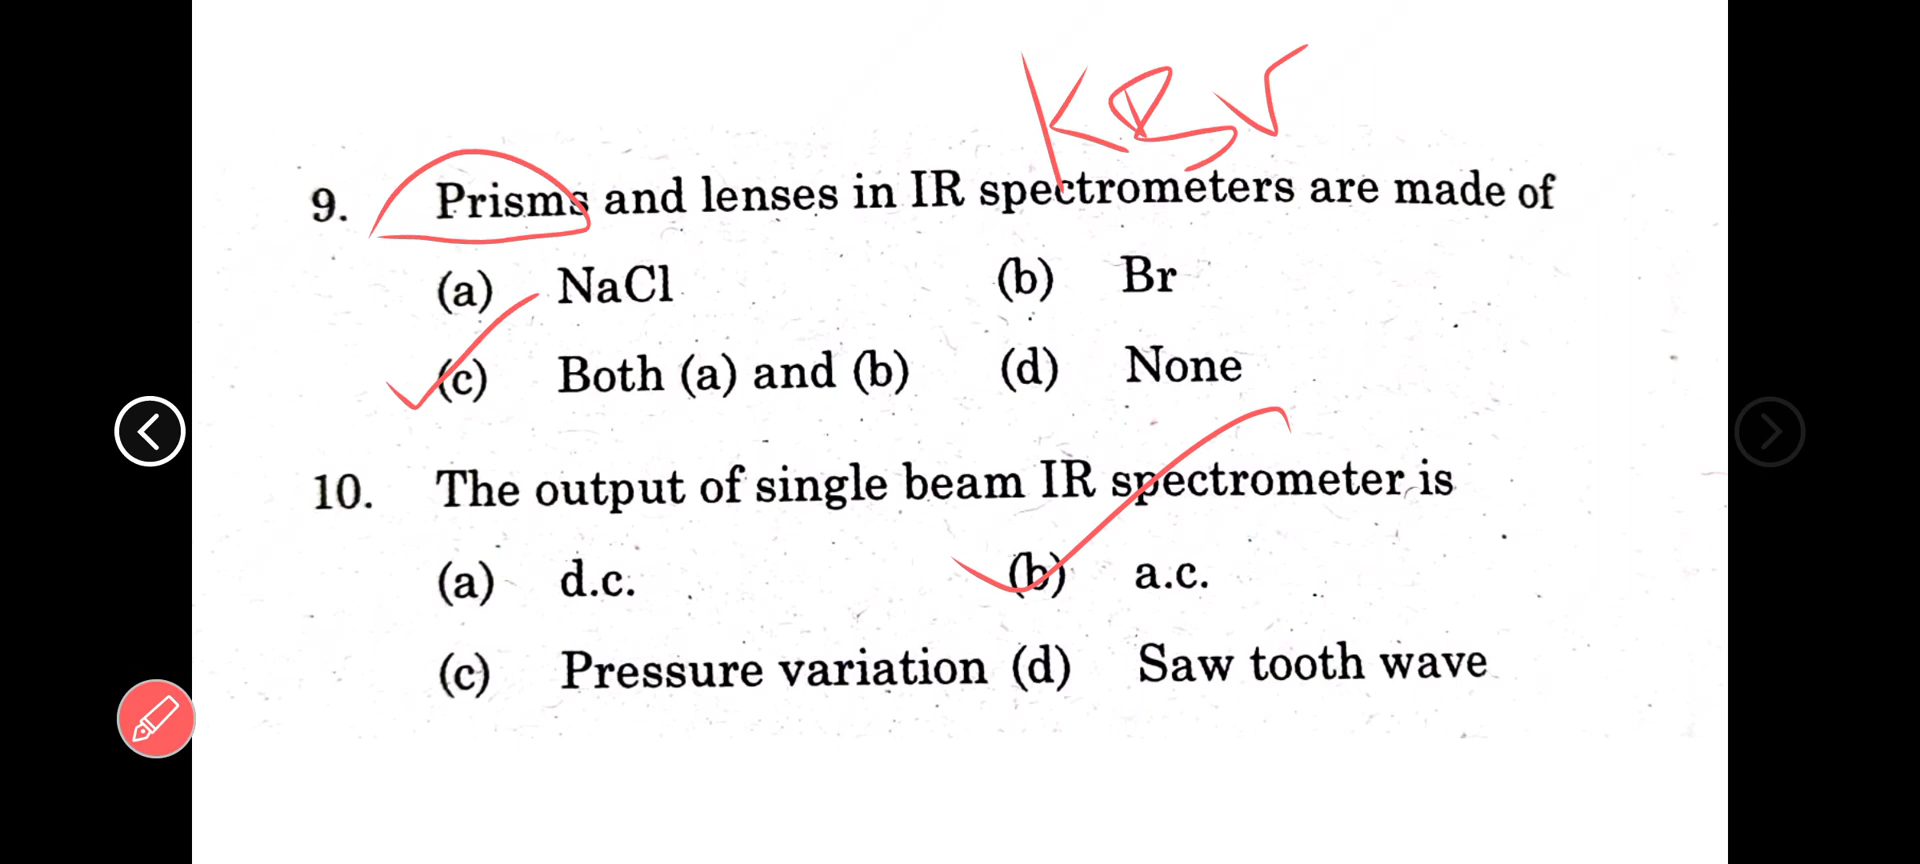 KBr
9. Prisms and lenses in IR spectrometers are made of
(a) NaCl (b) Br
(c) Both (a) and (b) (d) None
10. The output of single beam IR spectrometer is
(a) d.c. (b) a.c.
(c) Pressure variation (d) Saw tooth wave